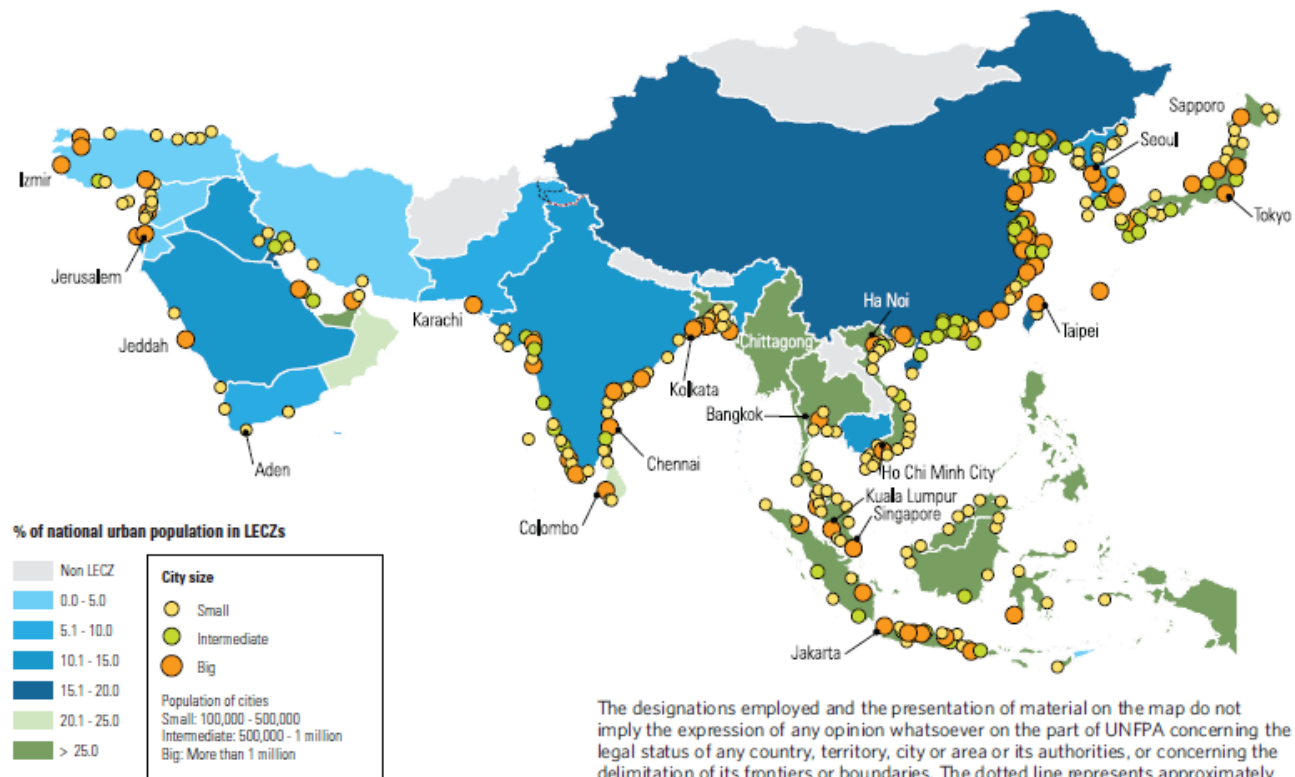 Sapporo
Seoul
Izmir
Tokyo
Jerusalem
Ha Noi
Karachi
Taipei
Chittagong
Jeddah
Kolkata
Bangkok
Chennai
Aden
Ho Chi Minh City
Kuala Lumpur
Singapore
Colombo
Jakarta
% of national urban population in LECZs
Non LECZ
0.0 - 5.0
5.1 - 10.0
10.1 - 15.0
15.1 - 20.0
20.1 - 25.0
> 25.0
City size
Small
Intermediate
Big
Population of cities
Small: 100,000 - 500,000
Intermediate: 500,000 - 1 million
Big: More than 1 million
The designations employed and the presentation of material on the map do not
imply the expression of any opinion whatsoever on the part of UNFPA concerning the
legal status of any country, territory, city or area or its authorities, or concerning the
delimitation of its frontiers or boundaries. The dotted line represents approximately